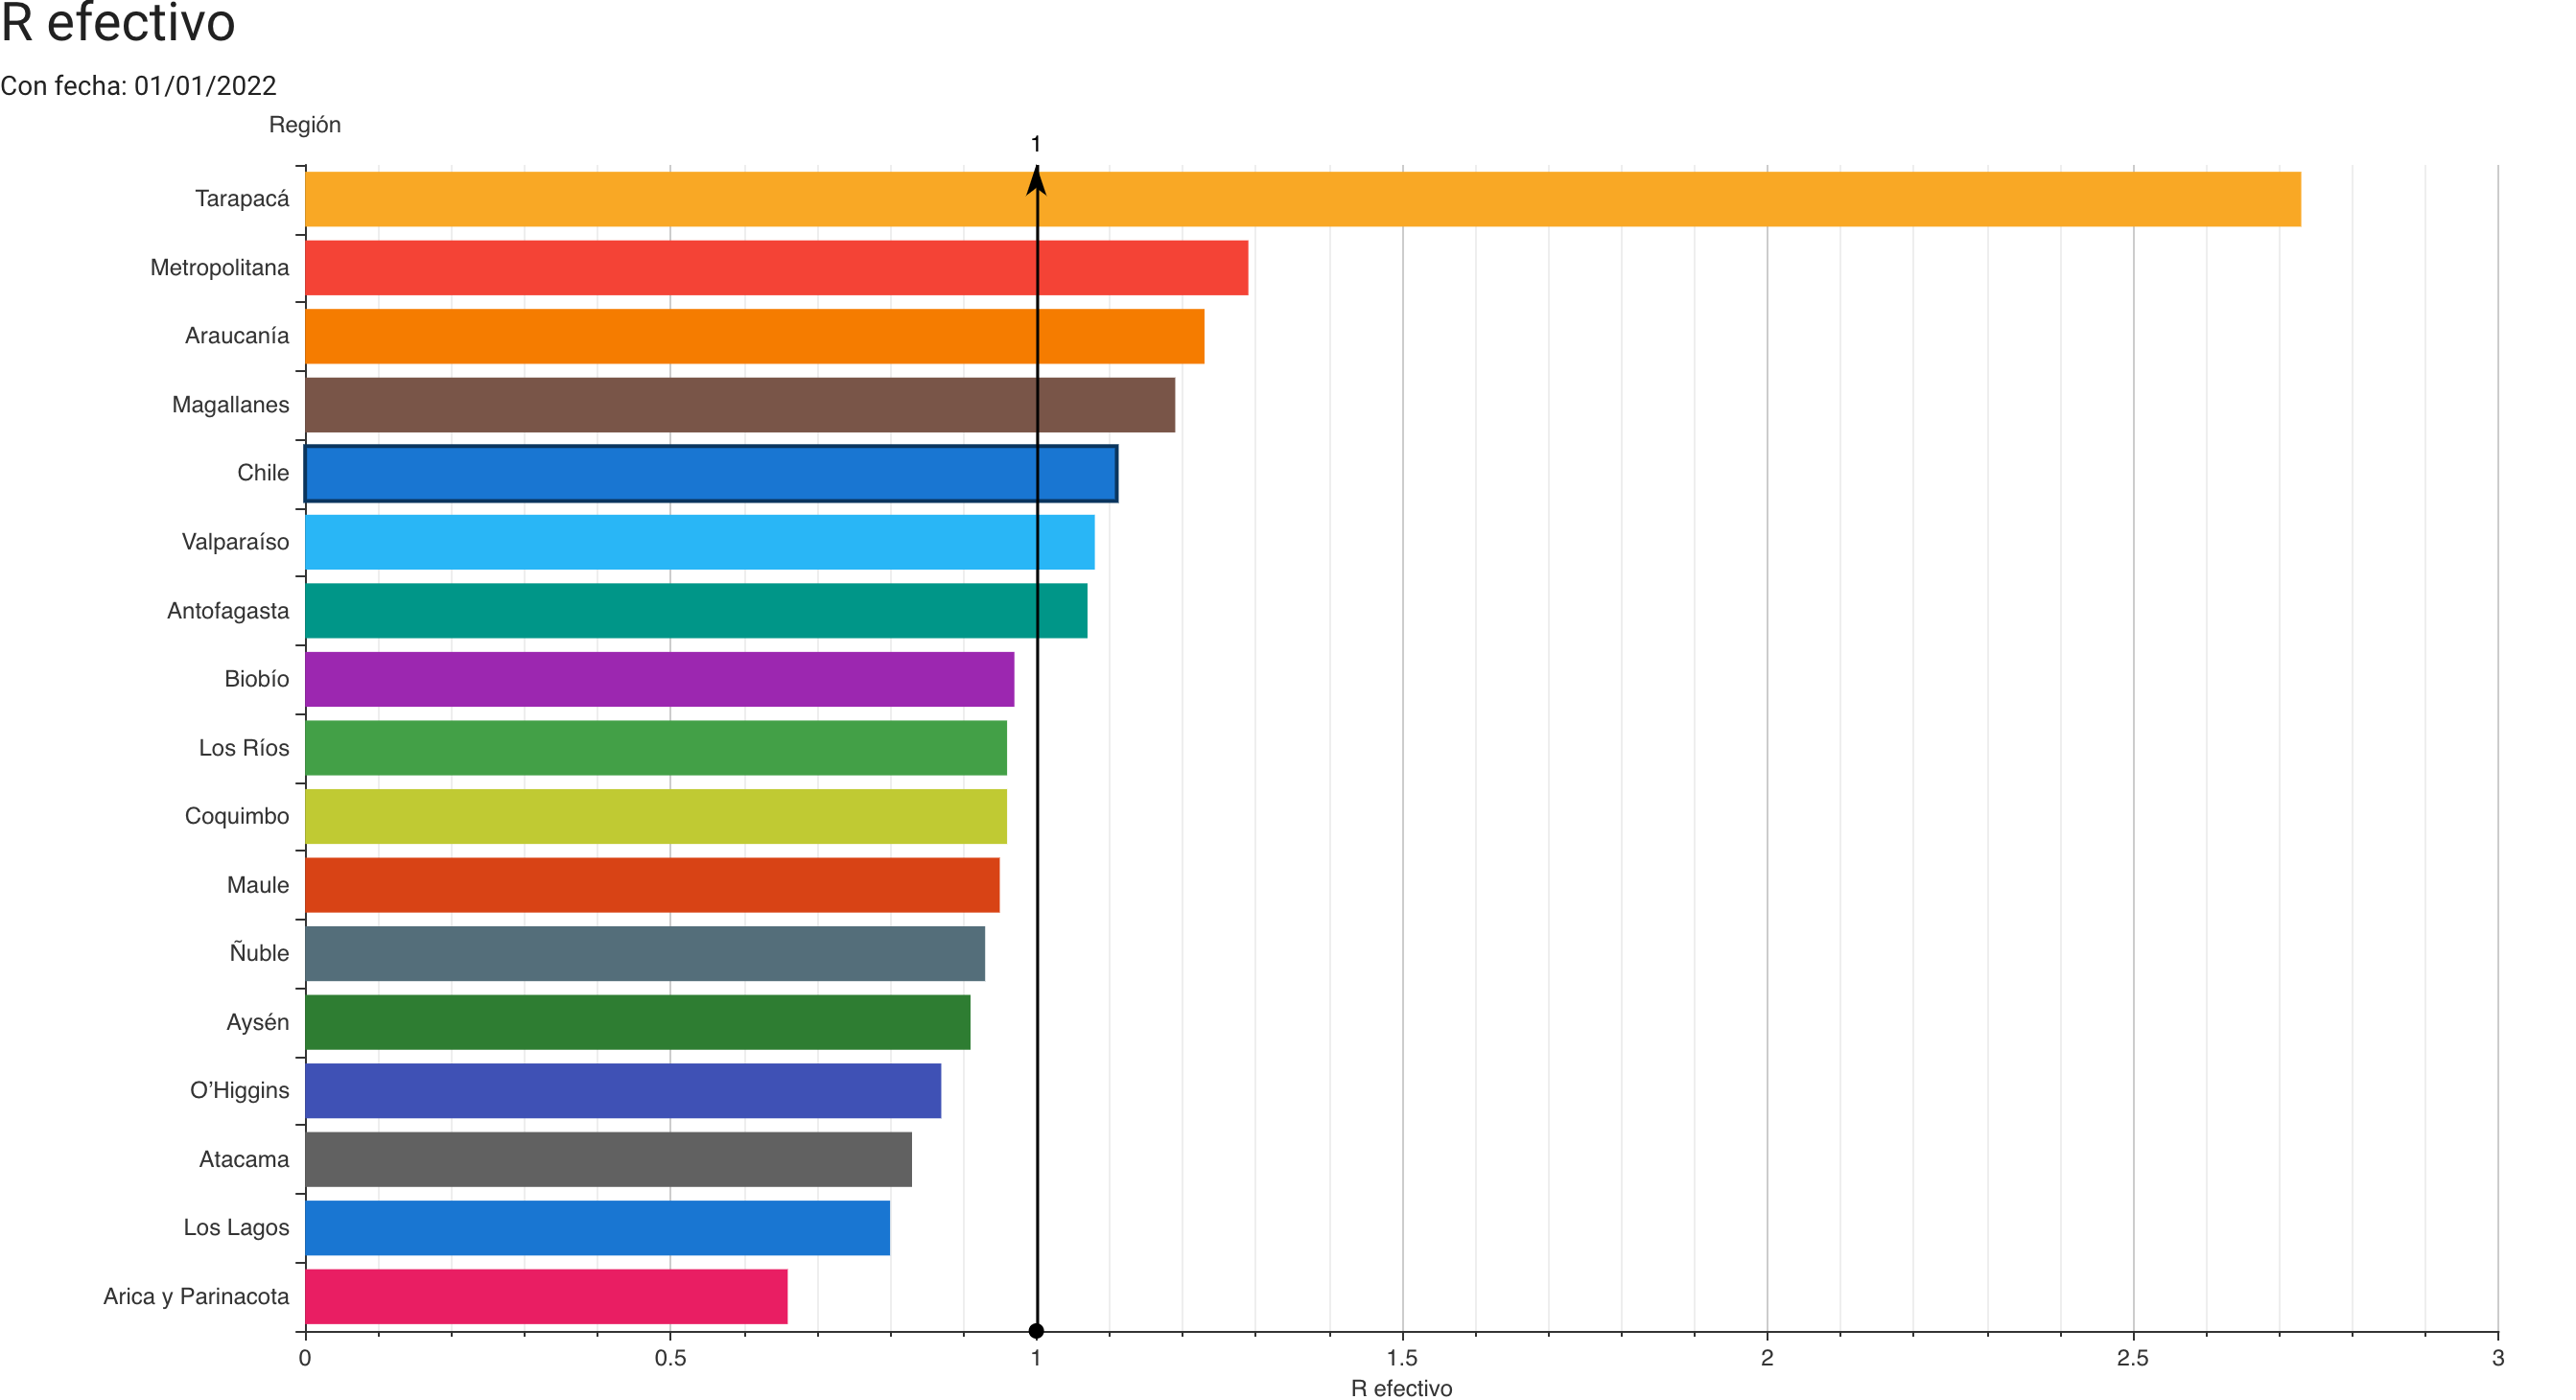 R efectivo
Con fecha: 01/01/2022
Región
1
Tarapacá
Metropolitana
Araucanía
Magallanes
Chile
Valparaíso
Antofagasta
Biobío
Los Ríos
Coquimbo
Maule
Ñuble
Aysén
O’Higgins
Atacama
Los Lagos
Arica y Parinacota
0 0.5 1 1.5 2 2.5 3
R efectivo